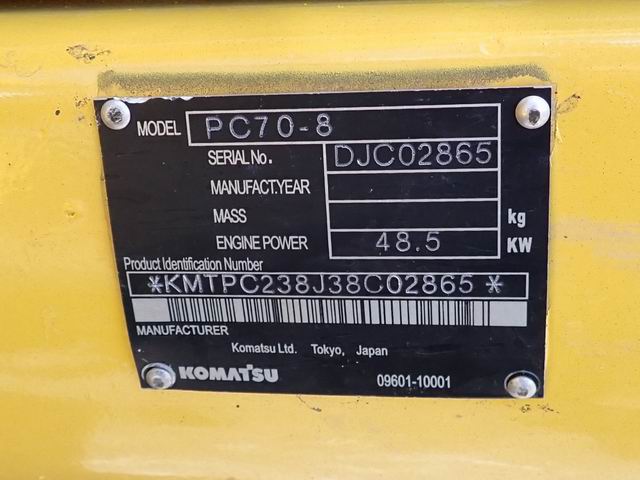 MODEL PC70-8
SERIAL No. DJC02865
MANUFACT.YEAR
MASS kg
ENGINE POWER 48.5 KW
Product Identification Number
*KMTPC238J38C02865*
MANUFACTURER
Komatsu Ltd. Tokyo, Japan
KOMATSU 09601-10001